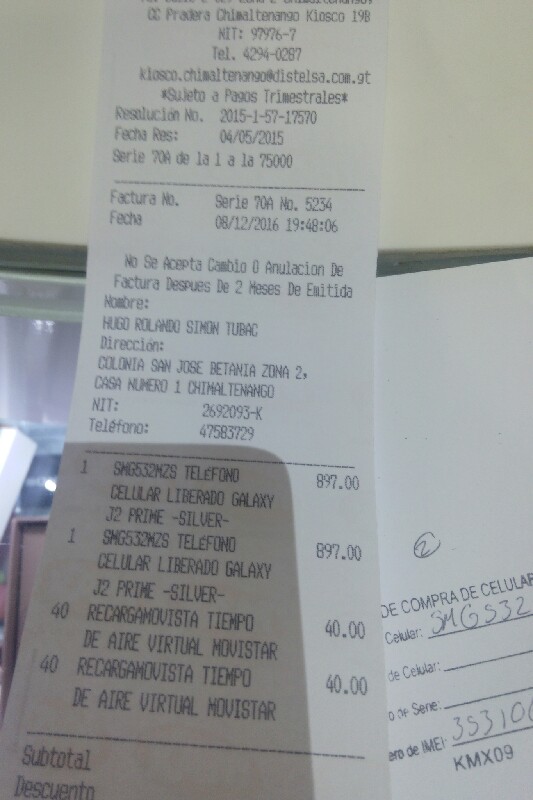 CC Pradera Chimaltenango Kiosco 19B
NIT: 97976-7
Tel. 4294-0287
kiosco.chimaltenango@distelsa.com.gt
*Sujeto a Pagos Trimestrales*
Resolución No. 2015-1-57-17570
Fecha Res: 04/05/2015
Serie 70A de la 1 a la 75000
Factura No. Serie 70A No. 5234
Fecha 08/12/2016 19:48:06
No Se Acepta Cambio O Anulacion De
Factura Despues De 2 Meses De Emitida
Nombre:
HUGO ROLANDO SIMON TUBAC
Dirección:
COLONIA SAN JOSE BETANIA ZONA 2,
CASA NUMERO 1 CHIMALTENANGO
NIT: 2692093-K
Teléfono: 47583729
1 SMG532MZS TELéFONO 897.00
CELULAR LIBERADO GALAXY
J2 PRIME -SILVER-
1 SMG532MZS TELéFONO 897.00
CELULAR LIBERADO GALAXY
J2 PRIME -SILVER-
40 RECARGAMOVISTA TIEMPO 40.00
DE AIRE VIRTUAL MOVISTAR
40 RECARGAMOVISTA TIEMPO 40.00
DE AIRE VIRTUAL MOVISTAR
Subtotal
Descuento
2
DE COMPRA DE CELULAR
Celular: SMG532
de Celular:
o de Serie:
ero de IMEI: 353106
KMX09